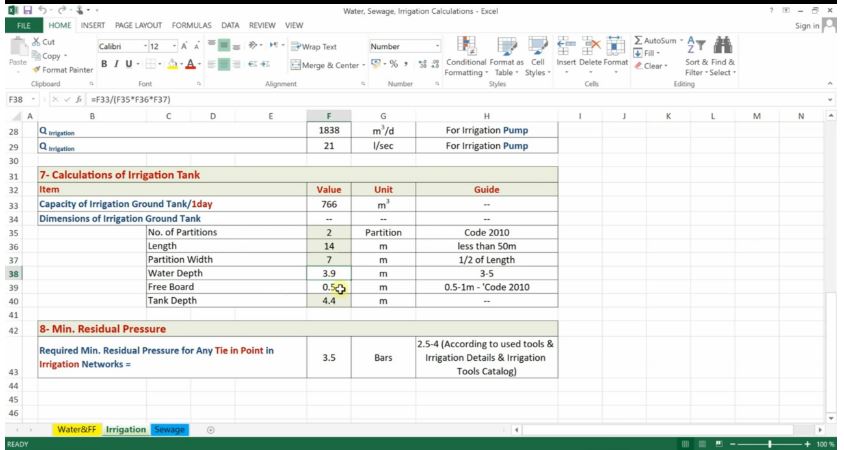 Water, Sewage, Irrigation Calculations - Excel
FILE HOME INSERT PAGE LAYOUT FORMULAS DATA REVIEW VIEW Sign in
Cut Calibri 12 A A Wrap Text Number AutoSum
Paste Copy Fill
Format Painter B I U A Merge & Center % Conditional Formatting Format as Table Cell Styles Insert Delete Format Clear Sort & Filter Find & Select
Clipboard Font Alignment Number Styles Cells Editing
F38 =F33/(F35*F36*F37)
A B C D E F G H I J K L M N
28 Q Irrigation 1838 m³/d For Irrigation Pump
29 Q Irrigation 21 l/sec For Irrigation Pump
30
31 7- Calculations of Irrigation Tank
32 Item Value Unit Guide
33 Capacity of Irrigation Ground Tank/1day 766 m³ --
34 Dimensions of Irrigation Ground Tank -- -- --
35 No. of Partitions 2 Partition Code 2010
36 Length 14 m less than 50m
37 Partition Width 7 m 1/2 of Length
38 Water Depth 3.9 m 3-5
39 Free Board 0.5 m 0.5-1m - 'Code 2010
40 Tank Depth 4.4 m --
41
42 8- Min. Residual Pressure
43 Required Min. Residual Pressure for Any Tie in Point in Irrigation Networks = 3.5 Bars 2.5-4 (According to used tools & Irrigation Details & Irrigation Tools Catalog)
44
45
46
Water&FF Irrigation Sewage
READY 100 %